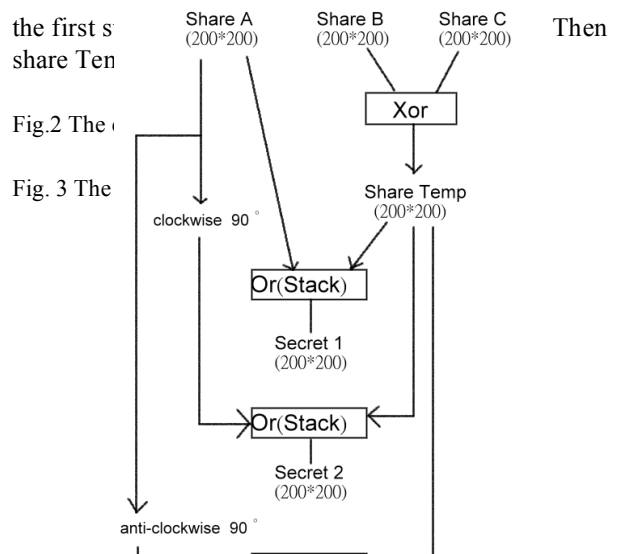 the first
Then
share
Fig.2 The
Fig. 3 The
Share A
(200*200)
Share B
(200*200)
Share C
(200*200)
Xor
Share Temp
(200*200)
clockwise 90 °
Or(Stack)
Secret 1
(200*200)
Or(Stack)
Secret 2
(200*200)
anti-clockwise 90 °